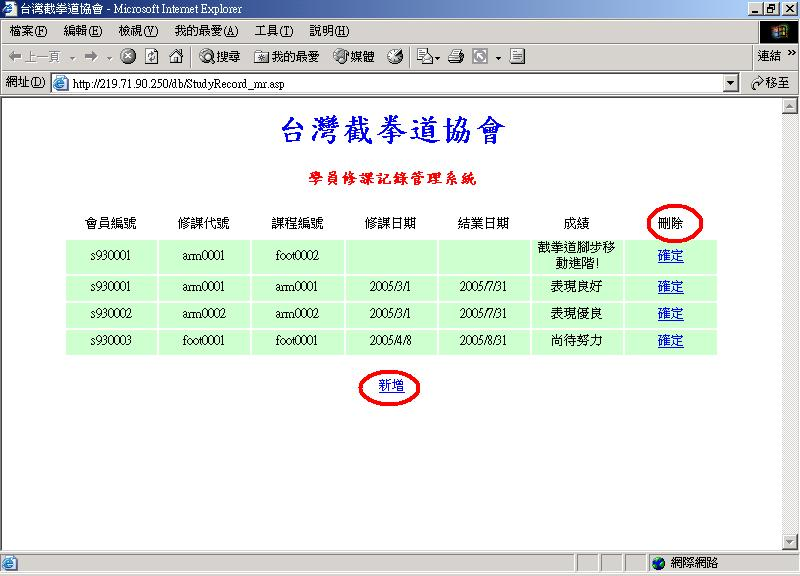 台灣截拳道協會 - Microsoft Internet Explorer
檔案(F) 編輯(E) 檢視(V) 我的最愛(A) 工具(T) 說明(H)
上一頁 搜尋 我的最愛 媒體 連結 »
網址(D) http://219.71.90.250/db/StudyRecord_mr.asp 移至
台灣截拳道協會
學員修課記錄管理系統
會員編號 修課代號 課程編號 修課日期 結業日期 成績 刪除
s930001 arm0001 foot0002 截拳道腳步移
動進階! 確定
s930001 arm0001 arm0001 2005/3/1 2005/7/31 表現良好 確定
s930002 arm0002 arm0002 2005/3/1 2005/7/31 表現優良 確定
s930003 foot0001 foot0001 2005/4/8 2005/8/31 尚待努力 確定
新增
網際網路